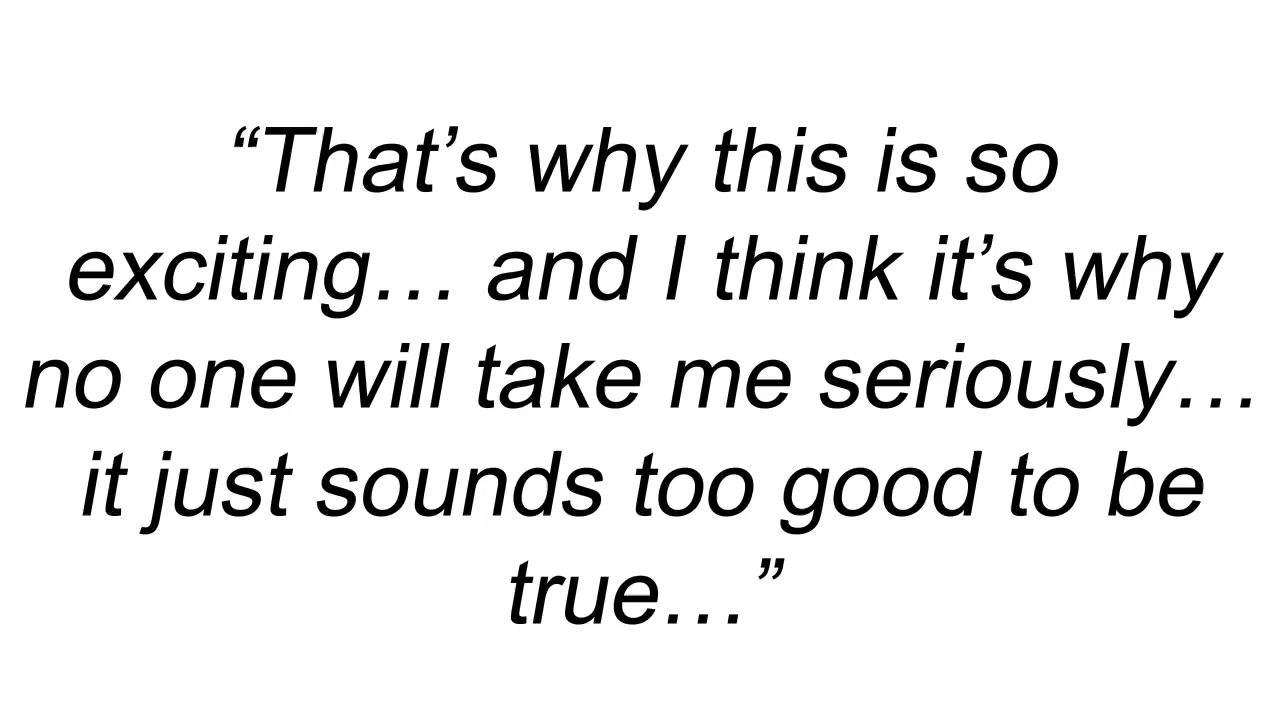 “That’s why this is so
exciting… and I think it’s why
no one will take me seriously…
it just sounds too good to be
true…”